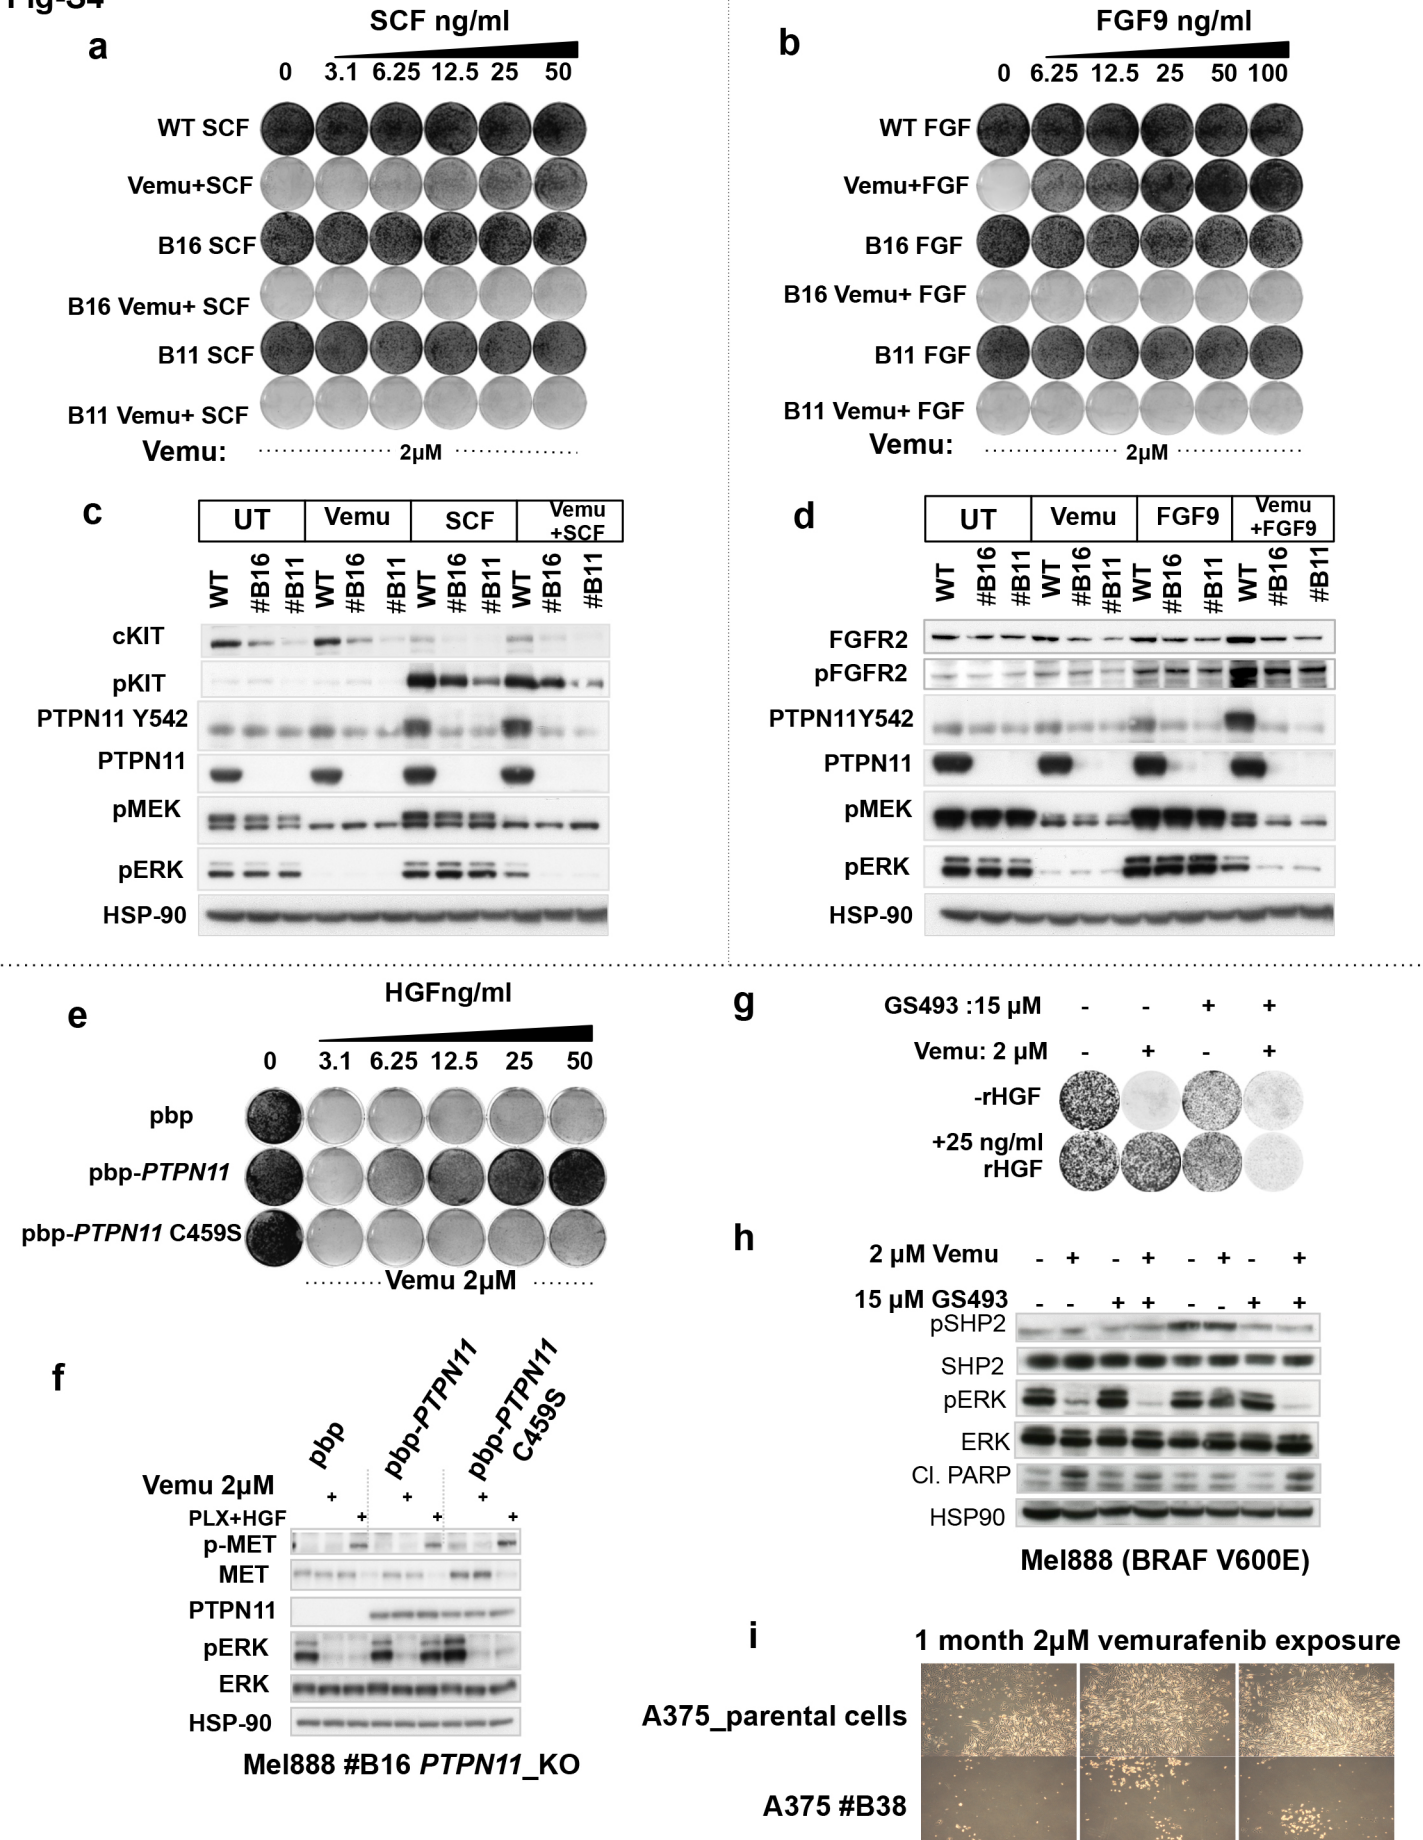 Fig-S4
a
SCF ng/ml
0 3.1 6.25 12.5 25 50
WT SCF
Vemu+SCF
B16 SCF
B16 Vemu+ SCF
B11 SCF
B11 Vemu+ SCF
Vemu: 2µM
b
FGF9 ng/ml
0 6.25 12.5 25 50 100
WT FGF
Vemu+FGF
B16 FGF
B16 Vemu+ FGF
B11 FGF
B11 Vemu+ FGF
Vemu: 2µM
c
UT Vemu SCF Vemu +SCF
WT #B16 #B11 WT #B16 #B11 WT #B16 #B11 WT #B16 #B11
cKIT
pKIT
PTPN11 Y542
PTPN11
pMEK
pERK
HSP-90
d
UT Vemu FGF9 Vemu +FGF9
WT #B16 #B11 WT #B16 #B11 WT #B16 #B11 WT #B16 #B11
FGFR2
pFGFR2
PTPN11Y542
PTPN11
pMEK
pERK
HSP-90
e
HGFng/ml
0 3.1 6.25 12.5 25 50
pbp
pbp-PTPN11
pbp-PTPN11 C459S
Vemu 2µM
f
pbp pbp-PTPN11 pbp-PTPN11 C459S
Vemu 2µM + + +
PLX+HGF + + +
p-MET
MET
PTPN11
pERK
ERK
HSP-90
Mel888 #B16 PTPN11_KO
g
GS493 :15 µM - - + +
Vemu: 2 µM - + - +
-rHGF
+25 ng/ml
rHGF
h
2 µM Vemu - + - + - + - +
15 µM GS493 - - + + - - + +
pSHP2
SHP2
pERK
ERK
Cl. PARP
HSP90
Mel888 (BRAF V600E)
i
1 month 2µM vemurafenib exposure
A375_parental cells
A375 #B38